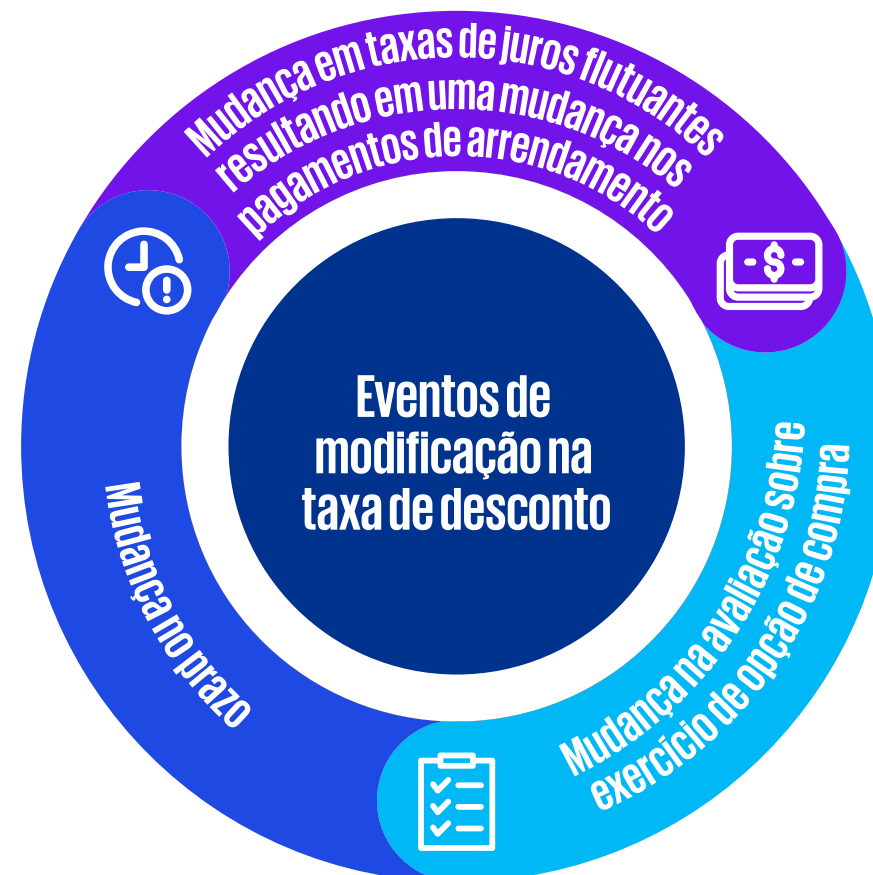 Mudança em taxas de juros flutuantes
resultando em uma mudança nos
pagamentos de arrendamento
$
Eventos de
modificação na
taxa de desconto
Mudança na avaliação sobre
exercício de opção de compra
Mudança no prazo
!